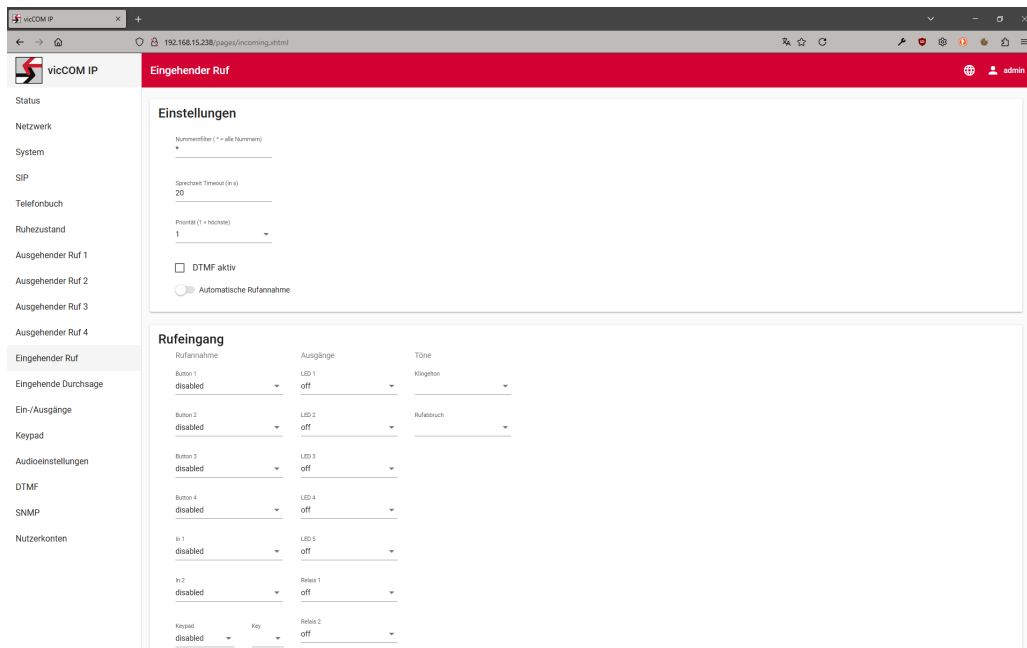 vicCOM IP
192.168.15.238/pages/incoming.xhtml
vicCOM IP
Eingehender Ruf
admin
Status
Netzwerk
System
SIP
Telefonbuch
Ruhezustand
Ausgehender Ruf 1
Ausgehender Ruf 2
Ausgehender Ruf 3
Ausgehender Ruf 4
Eingehender Ruf
Eingehende Durchsage
Ein-/Ausgänge
Keypad
Audioeinstellungen
DTMF
SNMP
Nutzerkonten
Einstellungen
Nummernfilter ( * = alle Nummern)
*
Sprechzeit Timeout (in s)
20
Priorität (1 = höchste)
1
DTMF aktiv
Automatische Rufannahme
Rufeingang
Rufannahme Ausgänge Töne
Button 1 LED 1 Klingelton
disabled off
Button 2 LED 2 Rufabbruch
disabled off
Button 3 LED 3
disabled off
Button 4 LED 4
disabled off
In 1 LED 5
disabled off
In 2 Relais 1
disabled off
Keypad Key Relais 2
disabled off